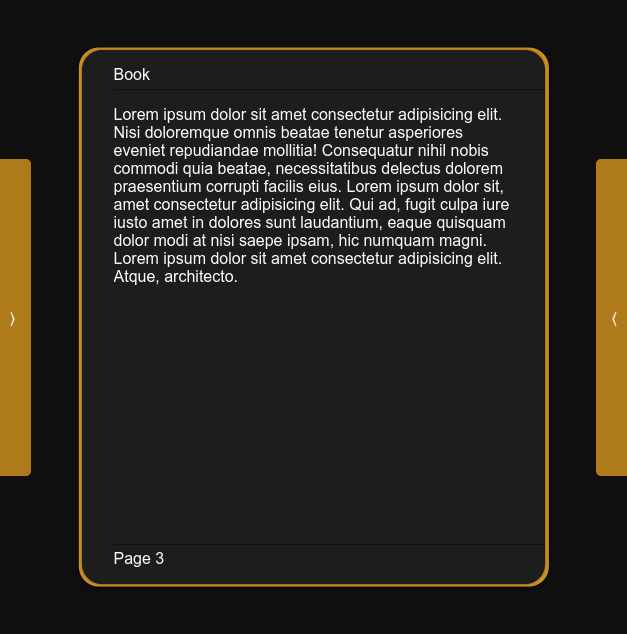 Book
Lorem ipsum dolor sit amet consectetur adipisicing elit.
Nisi doloremque omnis beatae tenetur asperiores
eveniet repudiandae mollitia! Consequatur nihil nobis
commodi quia beatae, necessitatibus delectus dolorem
praesentium corrupti facilis eius. Lorem ipsum dolor sit,
amet consectetur adipisicing elit. Qui ad, fugit culpa iure
iusto amet in dolores sunt laudantium, eaque quisquam
dolor modi at nisi saepe ipsam, hic numquam magni.
Lorem ipsum dolor sit amet consectetur adipisicing elit.
Atque, architecto.
⟩
⟨
Page 3